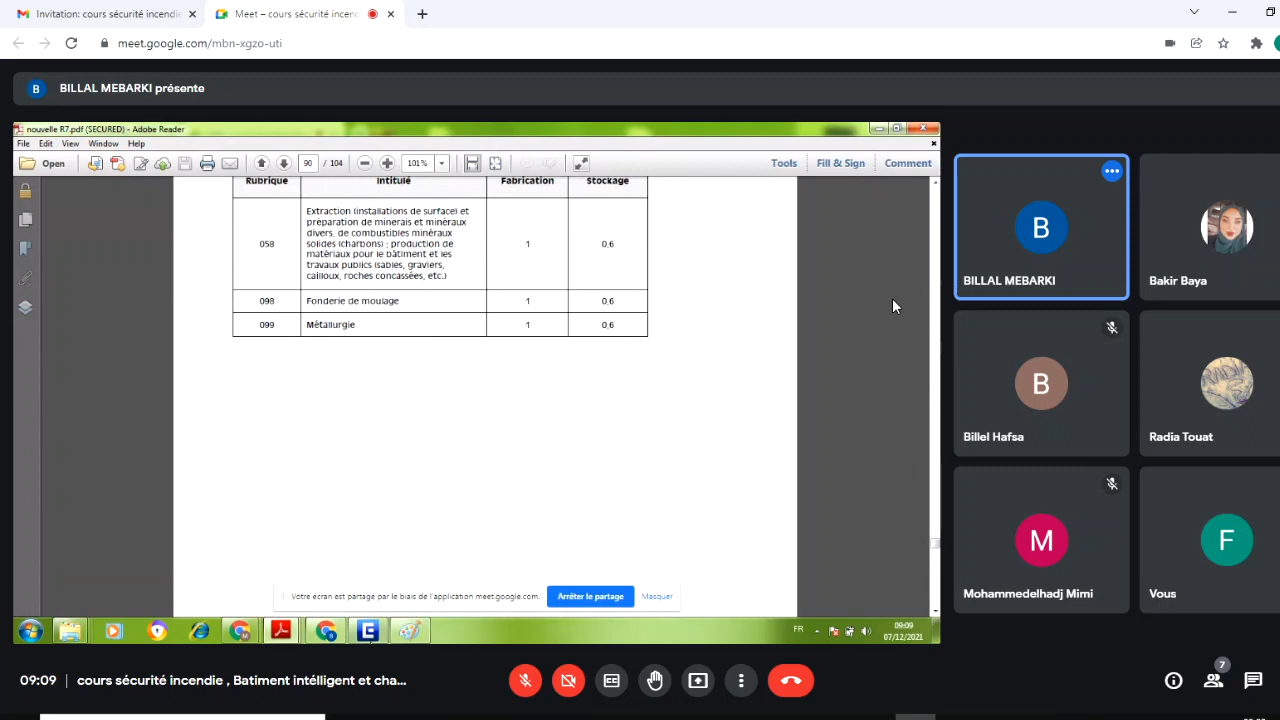 Invitation: cours sécurité incendie
Meet – cours sécurité incend
meet.google.com/mbn-xgzo-uti
B
BILLAL MEBARKI présente
nouvelle R7.pdf (SECURED) - Adobe Reader
File Edit View Window Help
Open 90 / 104 101% Tools Fill & Sign Comment
Rubrique Intitulé Fabrication Stockage
058
Extraction (installations de surface) et
préparation de minerais et minéraux
divers, de combustibles minéraux
solides (charbons) ; production de
matériaux pour le bâtiment et les
travaux publics (sables, graviers,
cailloux, roches concassées, etc.)
1 0,6
098 Fonderie de moulage 1 0,6
099 Métallurgie 1 0,6
Votre écran est partagé par le biais de l'application meet.google.com. Arrêter le partage Masquer
FR
09:09
07/12/2021
B
BILLAL MEBARKI
Bakir Baya
B
Billel Hafsa
Radia Touat
M
Mohammedelhadj Mimi
F
Vous
09:09 | cours sécurité incendie , Batiment intélligent et cha...
7